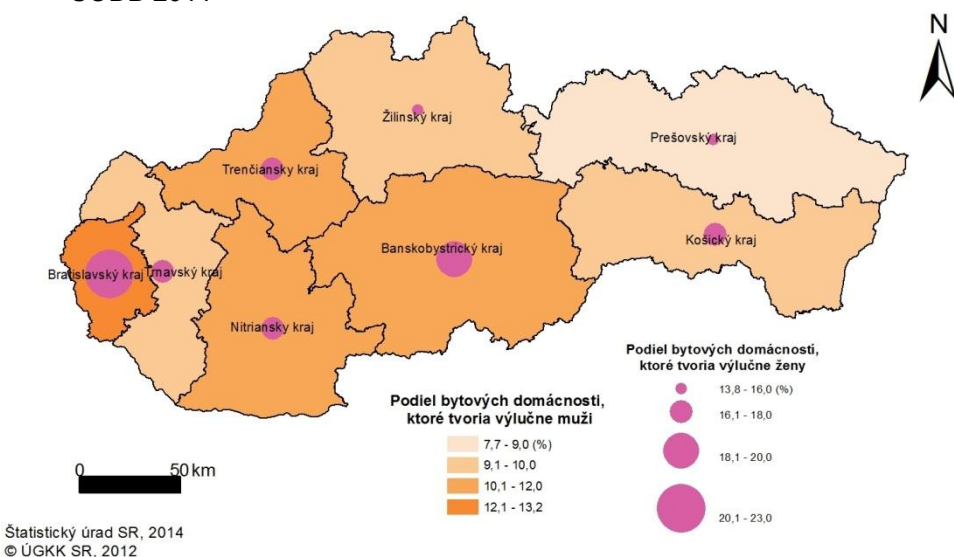 N
Žilinský kraj
Prešovský kraj
Trenčiansky kraj
Košický kraj
Banskobystrický kraj
Bratislavský kraj
Trnavský kraj
Nitriansky kraj
Podiel bytových domácností,
ktoré tvoria výlučne ženy
13,8 - 16,0 (%)
16,1 - 18,0
18,1 - 20,0
20,1 - 23,0
Podiel bytových domácností,
ktoré tvoria výlučne muži
7,7 - 9,0 (%)
9,1 - 10,0
10,1 - 12,0
12,1 - 13,2
0 50 km
Štatistický úrad SR, 2014
© ÚGKK SR, 2012